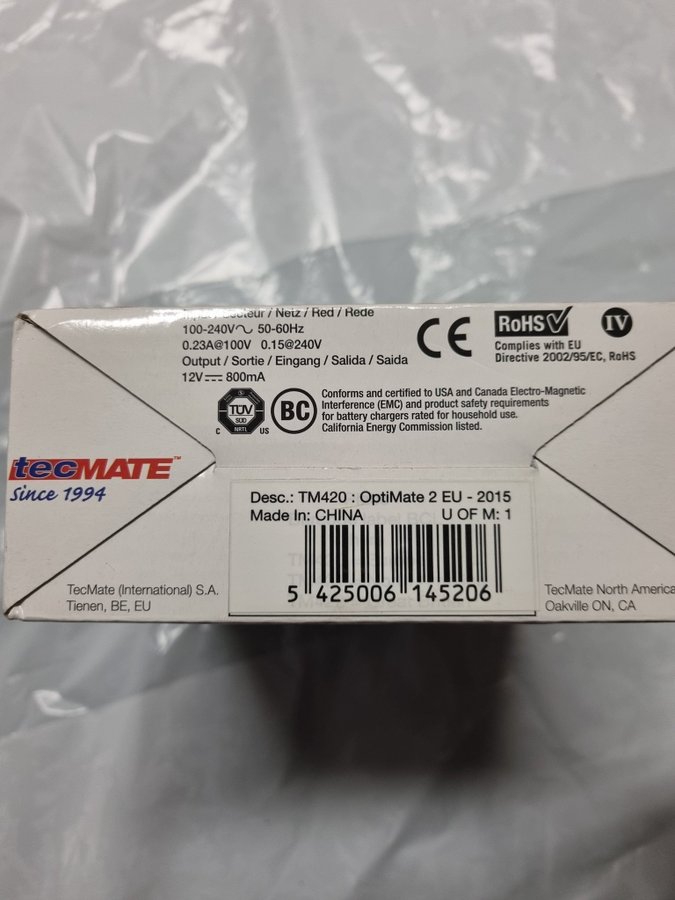 / Netz / Red / Rede
100-240V∿ 50-60Hz
0.23A@100V 0.15@240V
Output / Sortie / Eingang / Salida / Saida
12V⎓ 800mA
CE
RoHS
Complies with EU
Directive 2002/95/EC, RoHS
IV
TÜV
SÜD
NRTL
C US
BC
Conforms and certified to USA and Canada Electro-Magnetic
Interference (EMC) and product safety requirements
for battery chargers rated for household use.
California Energy Commission listed.
tecMATE™
Since 1994
Desc.: TM420 : OptiMate 2 EU - 2015
Made In: CHINA U OF M: 1
5 425006 145206
TecMate (International) S.A.
Tienen, BE, EU
TecMate North America
Oakville ON, CA